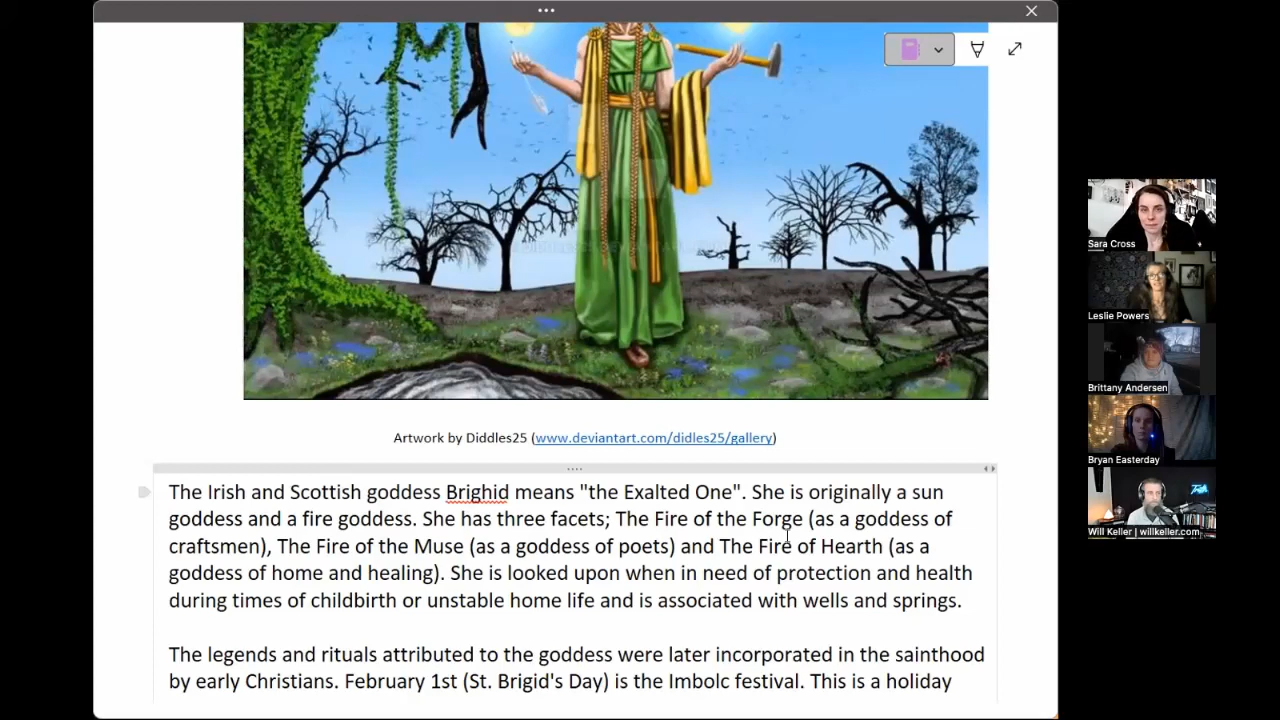 Artwork by Diddles25 (www.deviantart.com/didles25/gallery)
The Irish and Scottish goddess Brighid means "the Exalted One". She is originally a sun
goddess and a fire goddess. She has three facets; The Fire of the Forge (as a goddess of
craftsmen), The Fire of the Muse (as a goddess of poets) and The Fire of Hearth (as a
goddess of home and healing). She is looked upon when in need of protection and health
during times of childbirth or unstable home life and is associated with wells and springs.
The legends and rituals attributed to the goddess were later incorporated in the sainthood
by early Christians. February 1st (St. Brigid's Day) is the Imbolc festival. This is a holiday
Sara Cross
Leslie Powers
Brittany Andersen
Bryan Easterday
Will Keller | willkeller.com